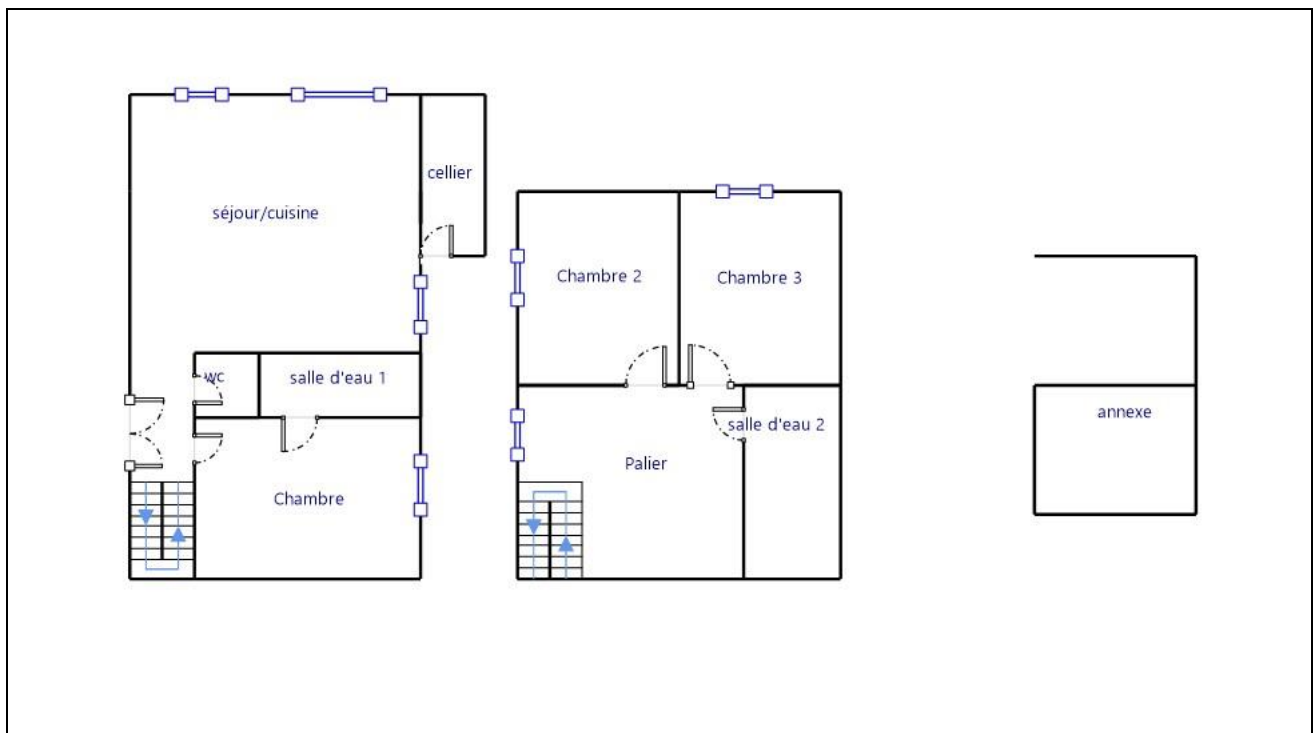 cellier
séjour/cuisine
wc
salle d'eau 1
Chambre
Chambre 2
Chambre 3
salle d'eau 2
Palier
annexe